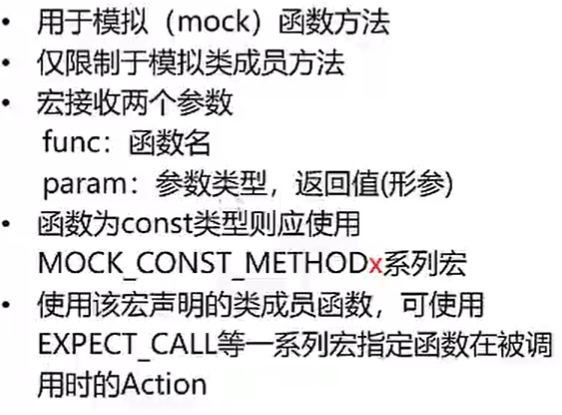 • 用于模拟（mock）函数方法
• 仅限制于模拟类成员方法
• 宏接收两个参数
func：函数名
param：参数类型，返回值(形参)
• 函数为const类型则应使用
MOCK_CONST_METHODx系列宏
• 使用该宏声明的类成员函数，可使用
EXPECT_CALL等一系列宏指定函数在被调
用时的Action